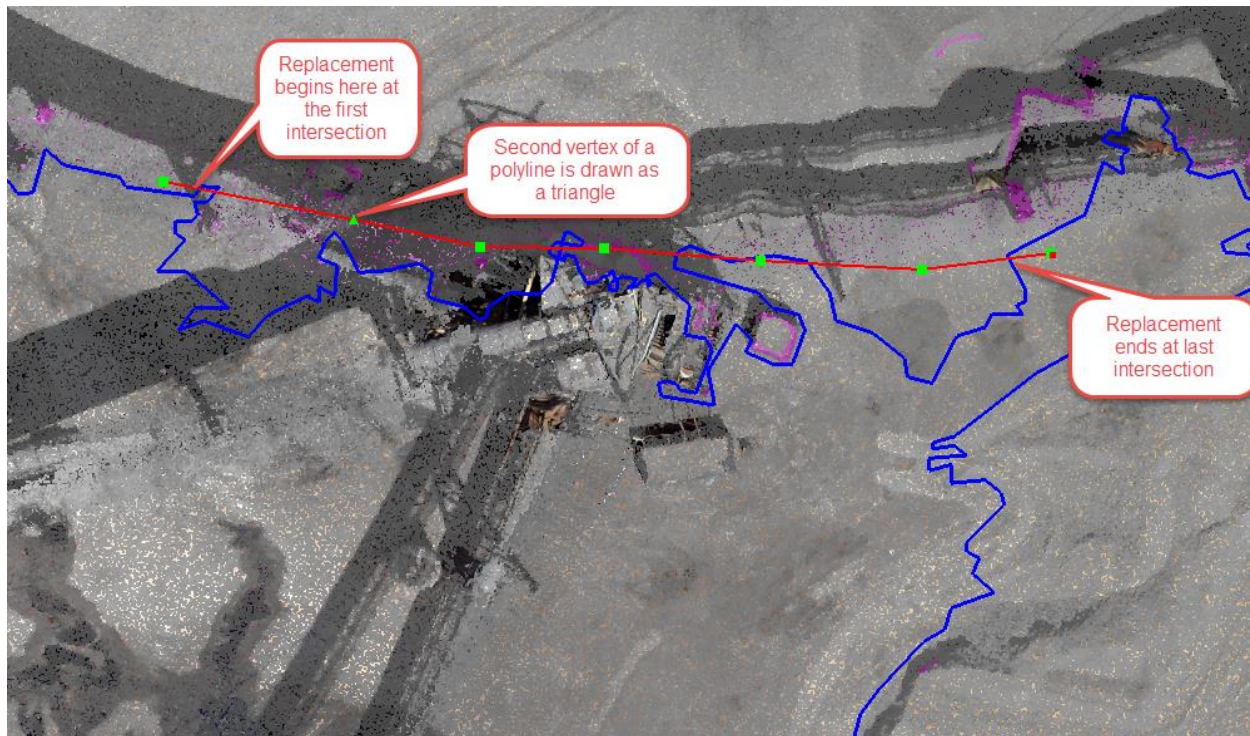 Replacement
begins here at
the first
intersection
Second vertex of a
polyline is drawn as
a triangle
Replacement
ends at last
intersection